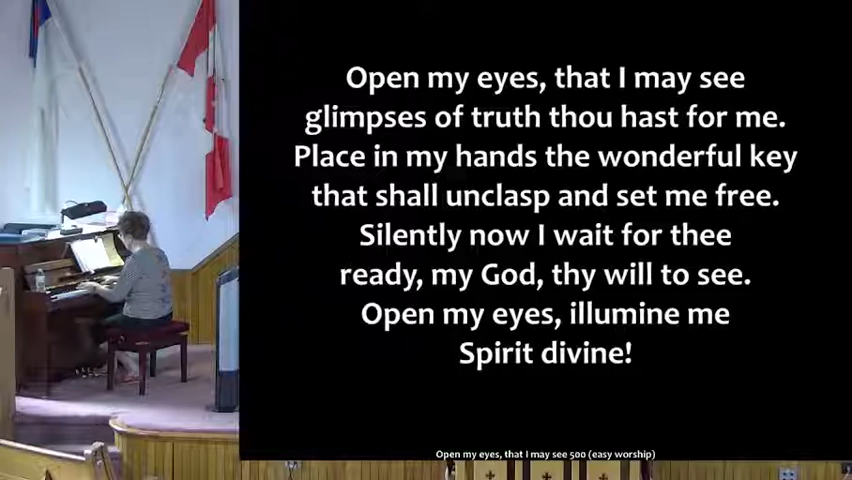 Open my eyes, that I may see
glimpses of truth thou hast for me.
Place in my hands the wonderful key
that shall unclasp and set me free.
Silently now I wait for thee
ready, my God, thy will to see.
Open my eyes, illumine me
Spirit divine!
Open my eyes, that I may see 500 (easy worship)